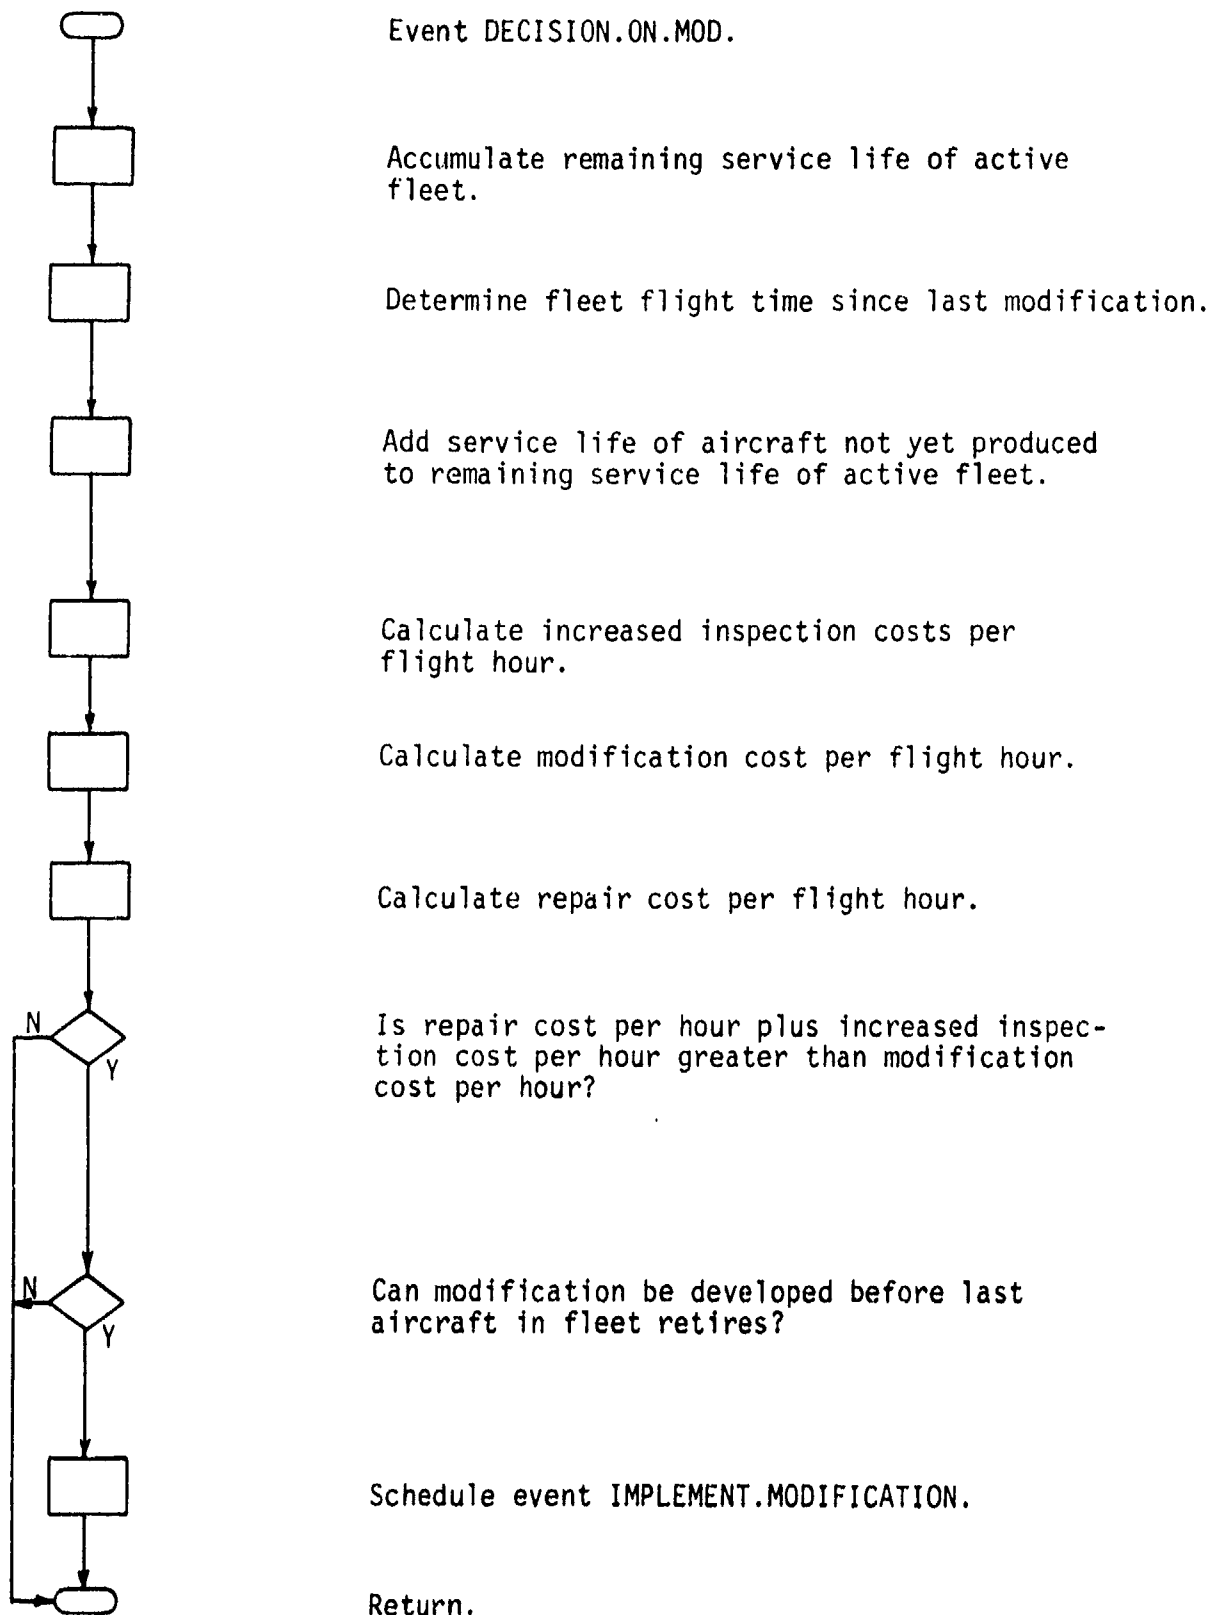 Event DECISION.ON.MOD.
Accumulate remaining service life of active
fleet.
Determine fleet flight time since last modification.
Add service life of aircraft not yet produced
to remaining service life of active fleet.
Calculate increased inspection costs per
flight hour.
Calculate modification cost per flight hour.
Calculate repair cost per flight hour.
N
Y
Is repair cost per hour plus increased inspec-
tion cost per hour greater than modification
cost per hour?
N
Y
Can modification be developed before last
aircraft in fleet retires?
Schedule event IMPLEMENT.MODIFICATION.
Return.